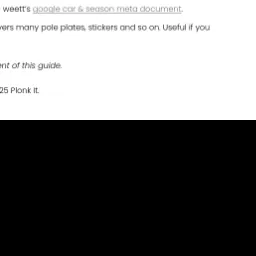 weett's google car & season meta document.
vers many pole plates, stickers and so on. Useful if you
ent of this guide.
25 Plonk It.